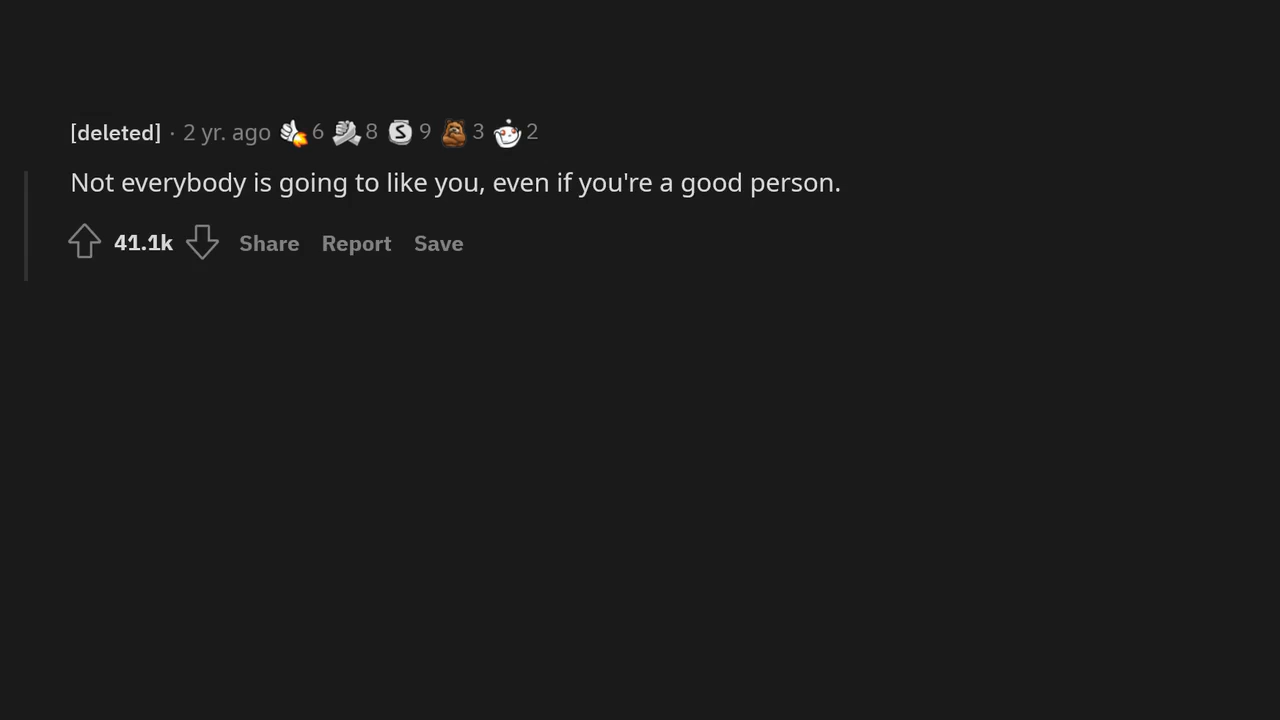 [deleted] · 2 yr. ago 6 8 S 9 3 2
Not everybody is going to like you, even if you're a good person.
41.1k Share Report Save